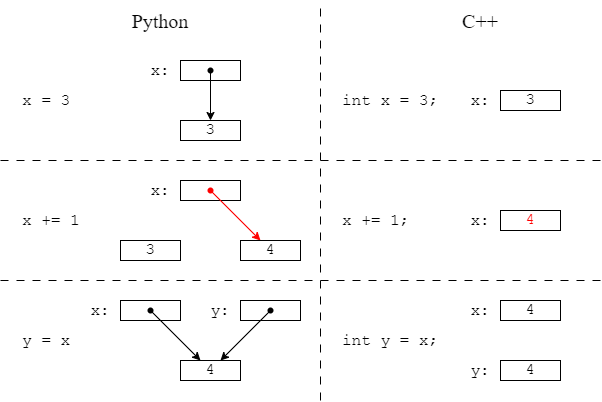 Python C++
x:
x = 3 int x = 3; x: 3
3
x:
x += 1 x += 1; x: 4
3 4
x: y: x: 4
y = x int y = x;
4 y: 4